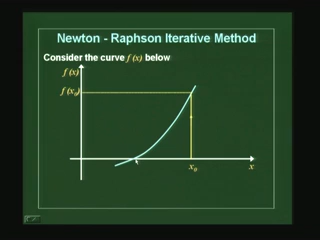 Newton - Raphson Iterative Method
Consider the curve f (x) below
f (x)
f (x₀)
x₀
x